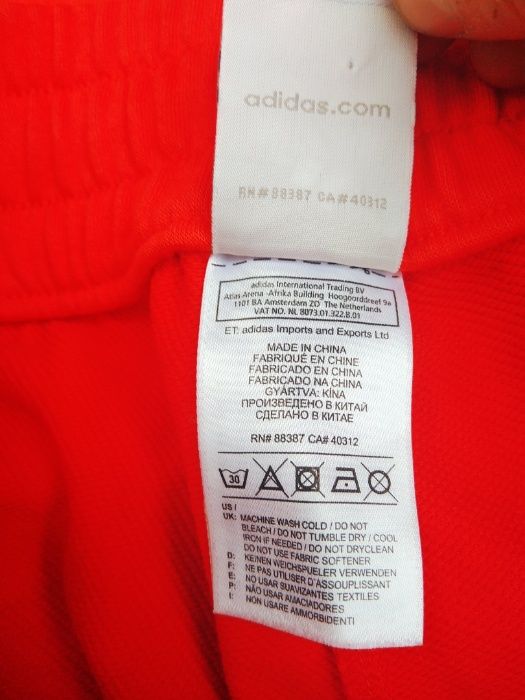 adidas.com
RN# 88387 CA# 40312
adidas International Trading BV
Atlas Arena -Afrika Building Hoogoorddreef 9a
1101 BA Amsterdam ZO The Netherlands
VAT NO. NL 8073.01.322.B.01
ET: adidas Imports and Exports Ltd
MADE IN CHINA
FABRIQUÉ EN CHINE
FABRICADO EN CHINA
FABRICADO NA CHINA
GYÁRTVA: KÍNA
ПРОИЗВЕДЕНО В КИТАЙ
СДЕЛАНО В КИТАЕ
RN# 88387 CA# 40312
30
US /
UK: MACHINE WASH COLD / DO NOT
BLEACH / DO NOT TUMBLE DRY / COOL
IRON IF NEEDED / DO NOT DRYCLEAN
DO NOT USE FABRIC SOFTENER
D: KEINEN WEICHSPUELER VERWENDEN
F: NE PAS UTILISER D'ASSOUPLISSANT
E: NO USAR SUAVIZANTES TEXTILES
P: NÃO USAR AMACIADORES
I: NON USARE AMMORBIDENTI